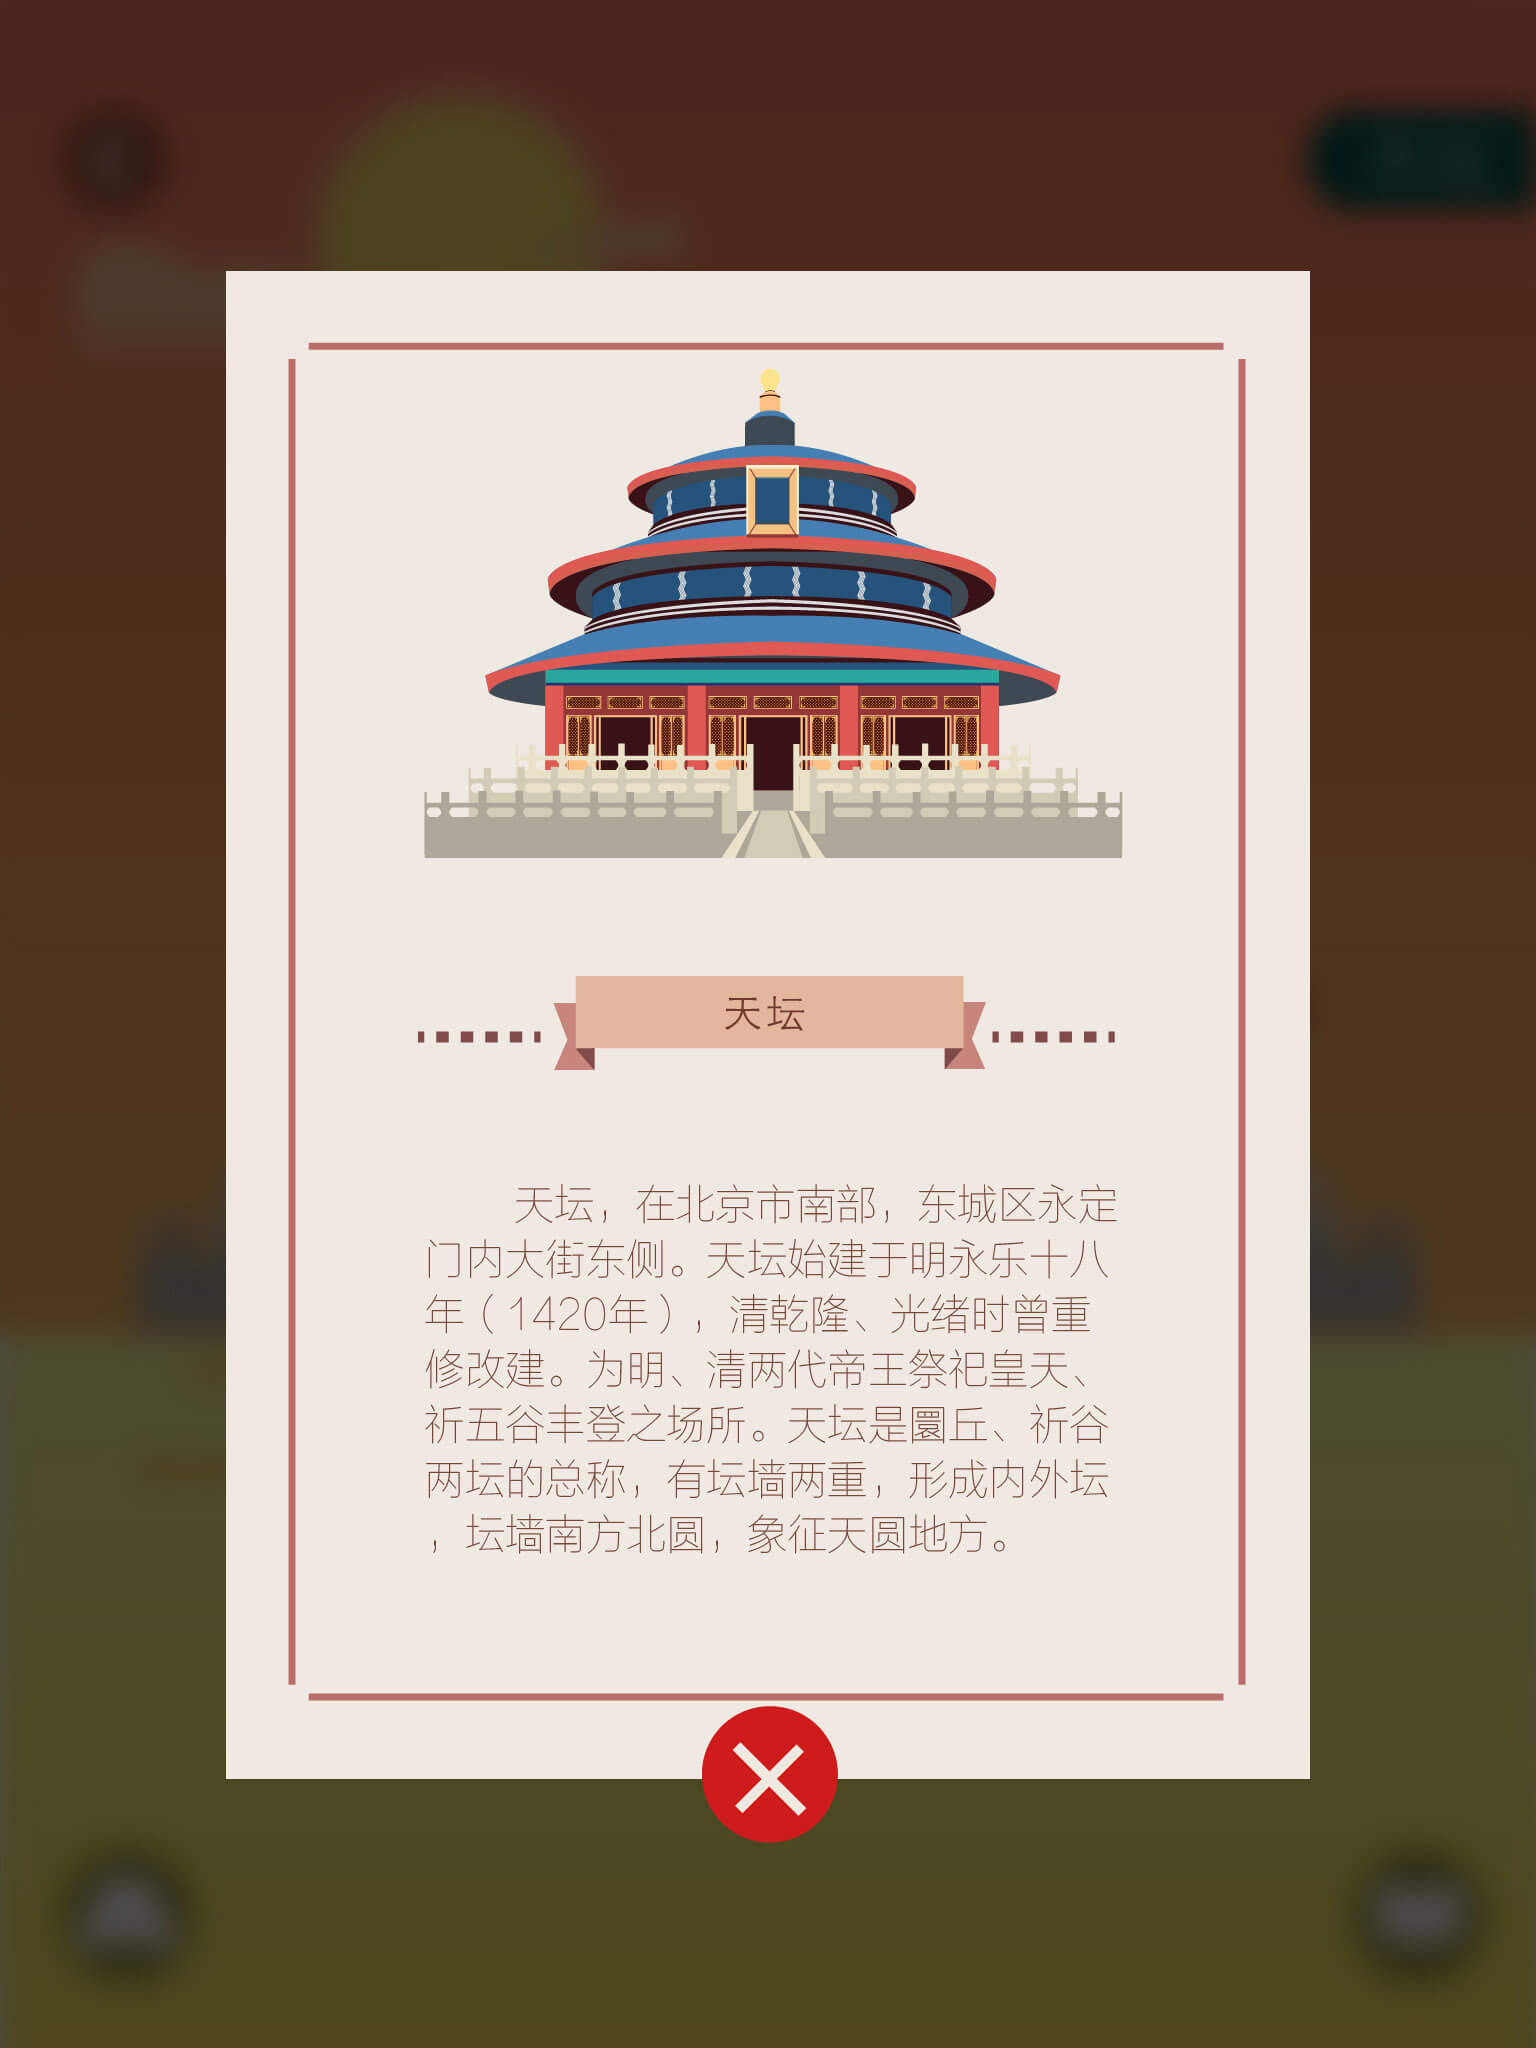 天坛
天坛，在北京市南部，东城区永定
门内大街东侧。天坛始建于明永乐十八
年（1420年），清乾隆、光绪时曾重
修改建。为明、清两代帝王祭祀皇天、
祈五谷丰登之场所。天坛是圜丘、祈谷
两坛的总称，有坛墙两重，形成内外坛
，坛墙南方北圆，象征天圆地方。